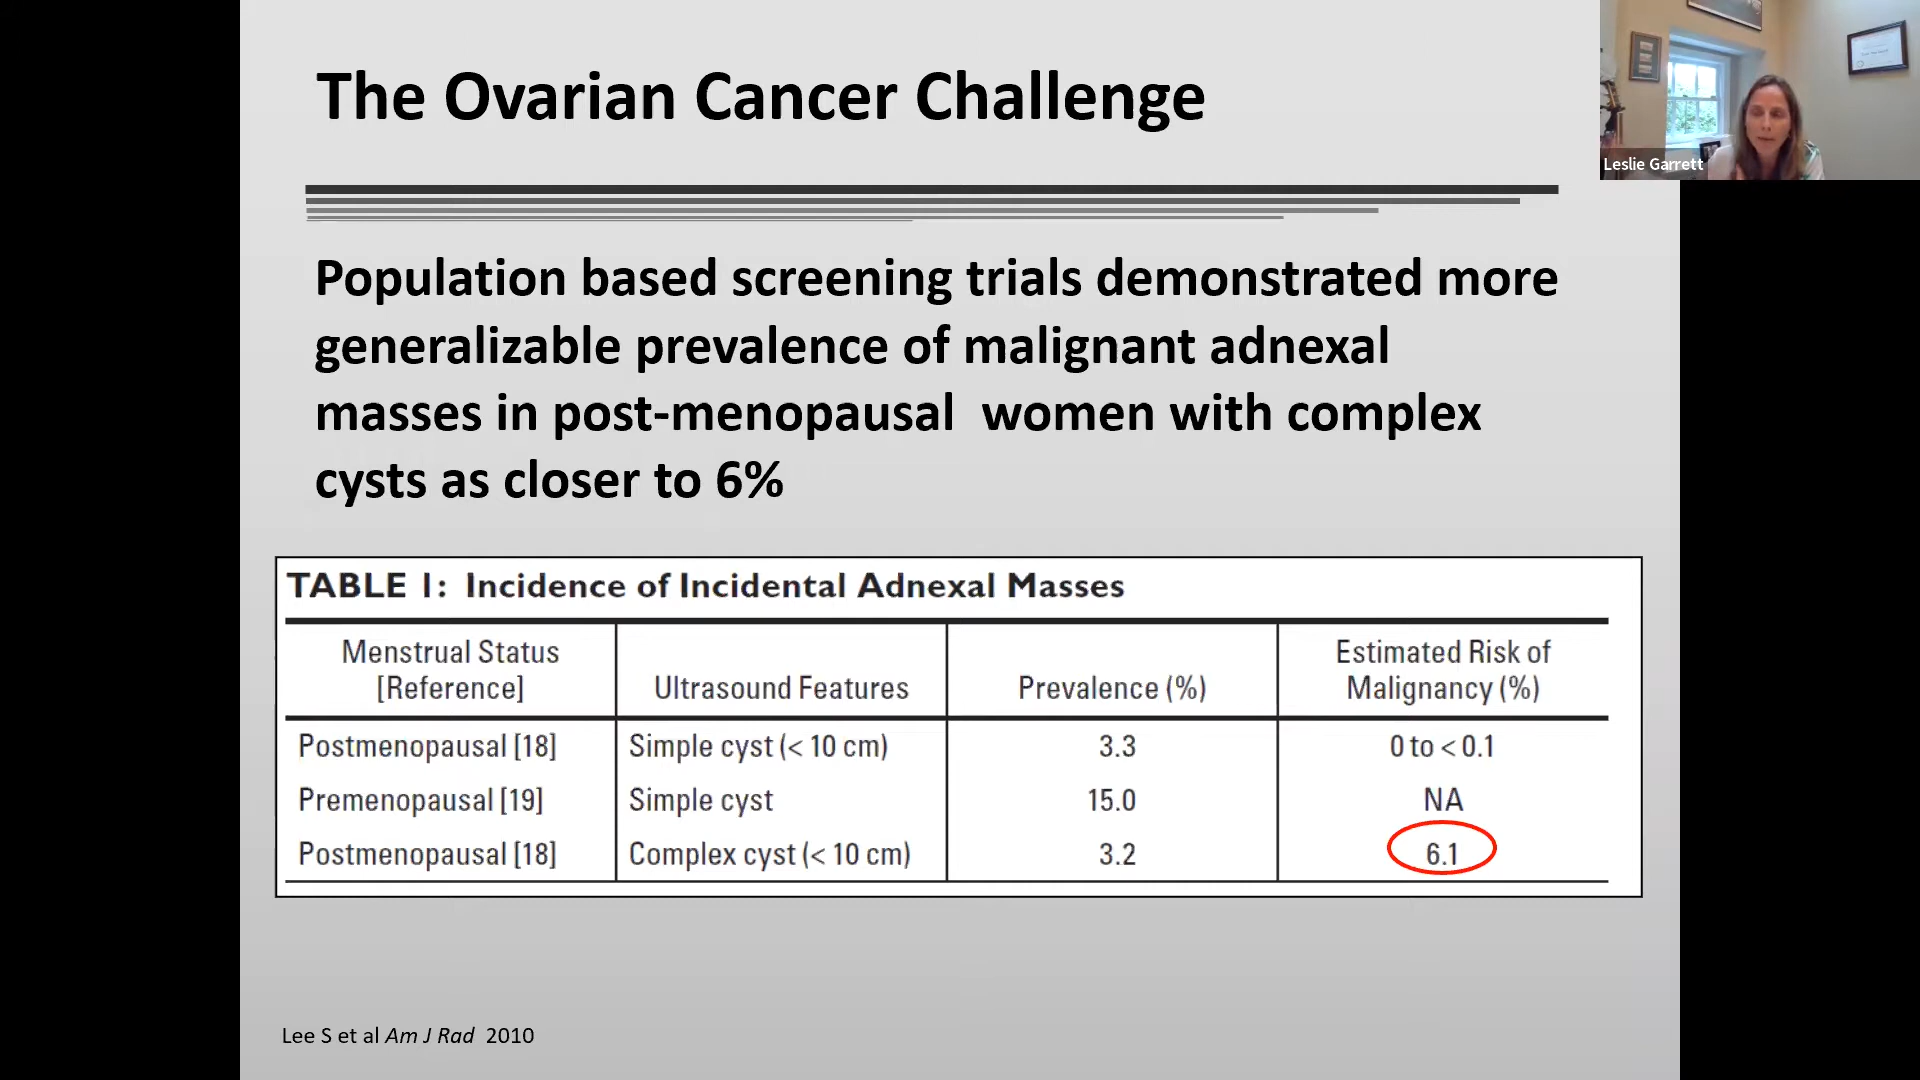 The Ovarian Cancer Challenge
Leslie Garrett
Population based screening trials demonstrated more
generalizable prevalence of malignant adnexal
masses in post-menopausal women with complex
cysts as closer to 6%
TABLE I: Incidence of Incidental Adnexal Masses
Menstrual Status
[Reference]
Ultrasound Features
Prevalence (%)
Estimated Risk of
Malignancy (%)
Postmenopausal [18] Simple cyst (< 10 cm) 3.3 0 to < 0.1
Premenopausal [19] Simple cyst 15.0 NA
Postmenopausal [18] Complex cyst (< 10 cm) 3.2 6.1
Lee S et al Am J Rad 2010